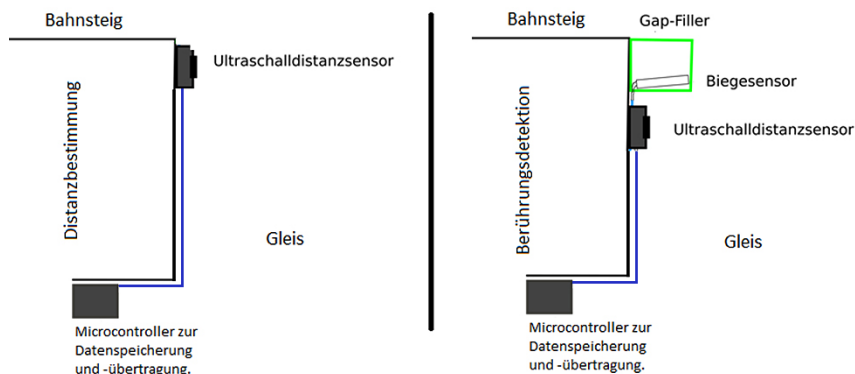 Bahnsteig
Ultraschalldistanzsensor
Distanzbestimmung
Gleis
Microcontroller zur
Datenspeicherung
und -übertragung.
Bahnsteig
Gap-Filler
Biegesensor
Ultraschalldistanzsensor
Berührungsdetektion
Gleis
Microcontroller zur
Datenspeicherung
und -übertragung.